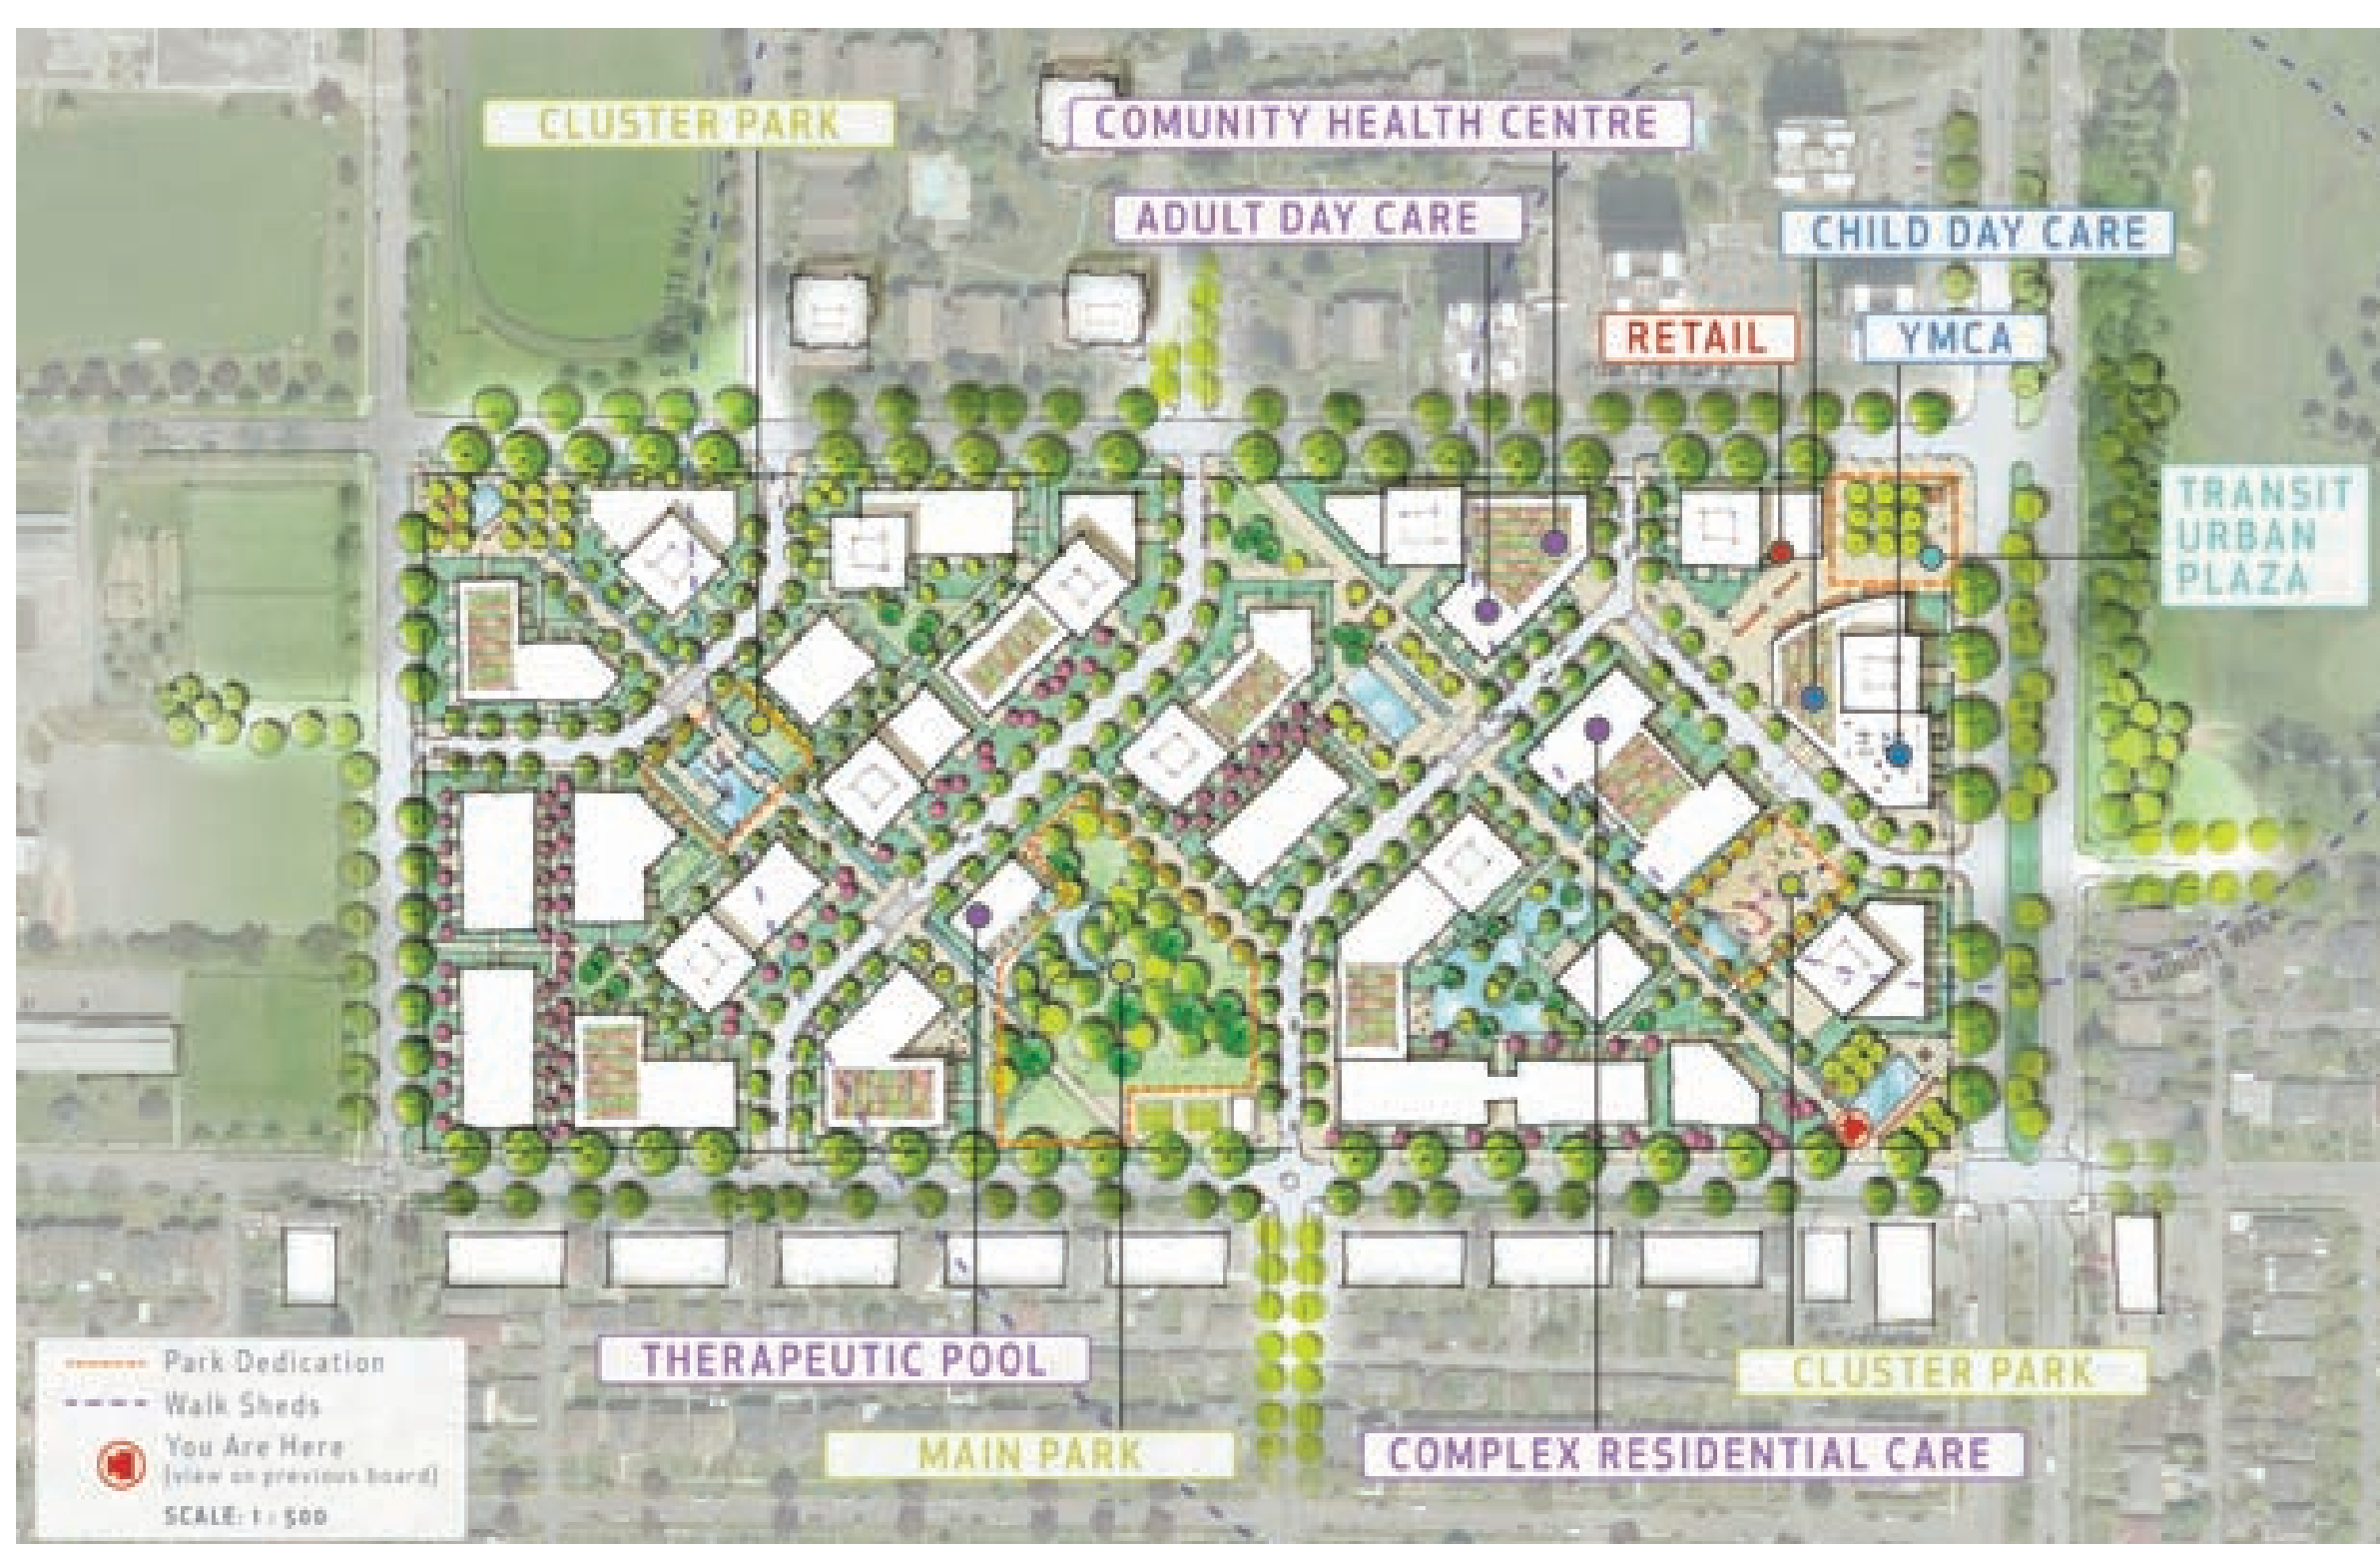 CLUSTER PARK
COMUNITY HEALTH CENTRE
ADULT DAY CARE
CHILD DAY CARE
RETAIL
YMCA
TRANSIT
URBAN
PLAZA
MINUTE WALK
THERAPEUTIC POOL
CLUSTER PARK
MAIN PARK
COMPLEX RESIDENTIAL CARE
Park Dedication
Walk Sheds
You Are Here
(view on previous board)
SCALE: 1 : 500